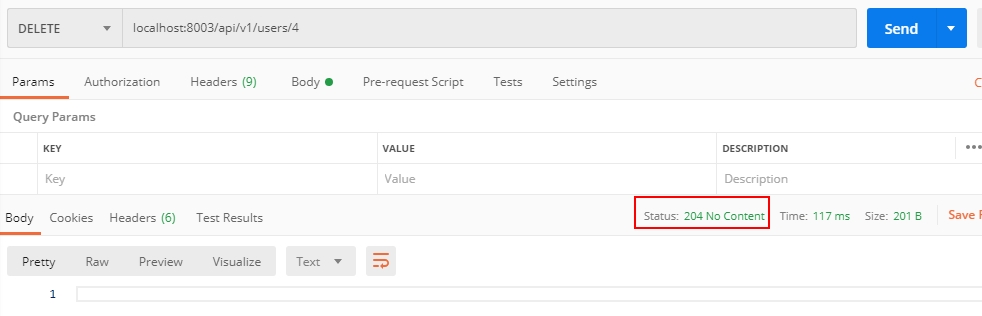 DELETE localhost:8003/api/v1/users/4 Send
Params Authorization Headers (9) Body Pre-request Script Tests Settings
Query Params
KEY VALUE DESCRIPTION
Key Value Description
Body Cookies Headers (6) Test Results Status: 204 No Content Time: 117 ms Size: 201 B Save
Pretty Raw Preview Visualize Text
1